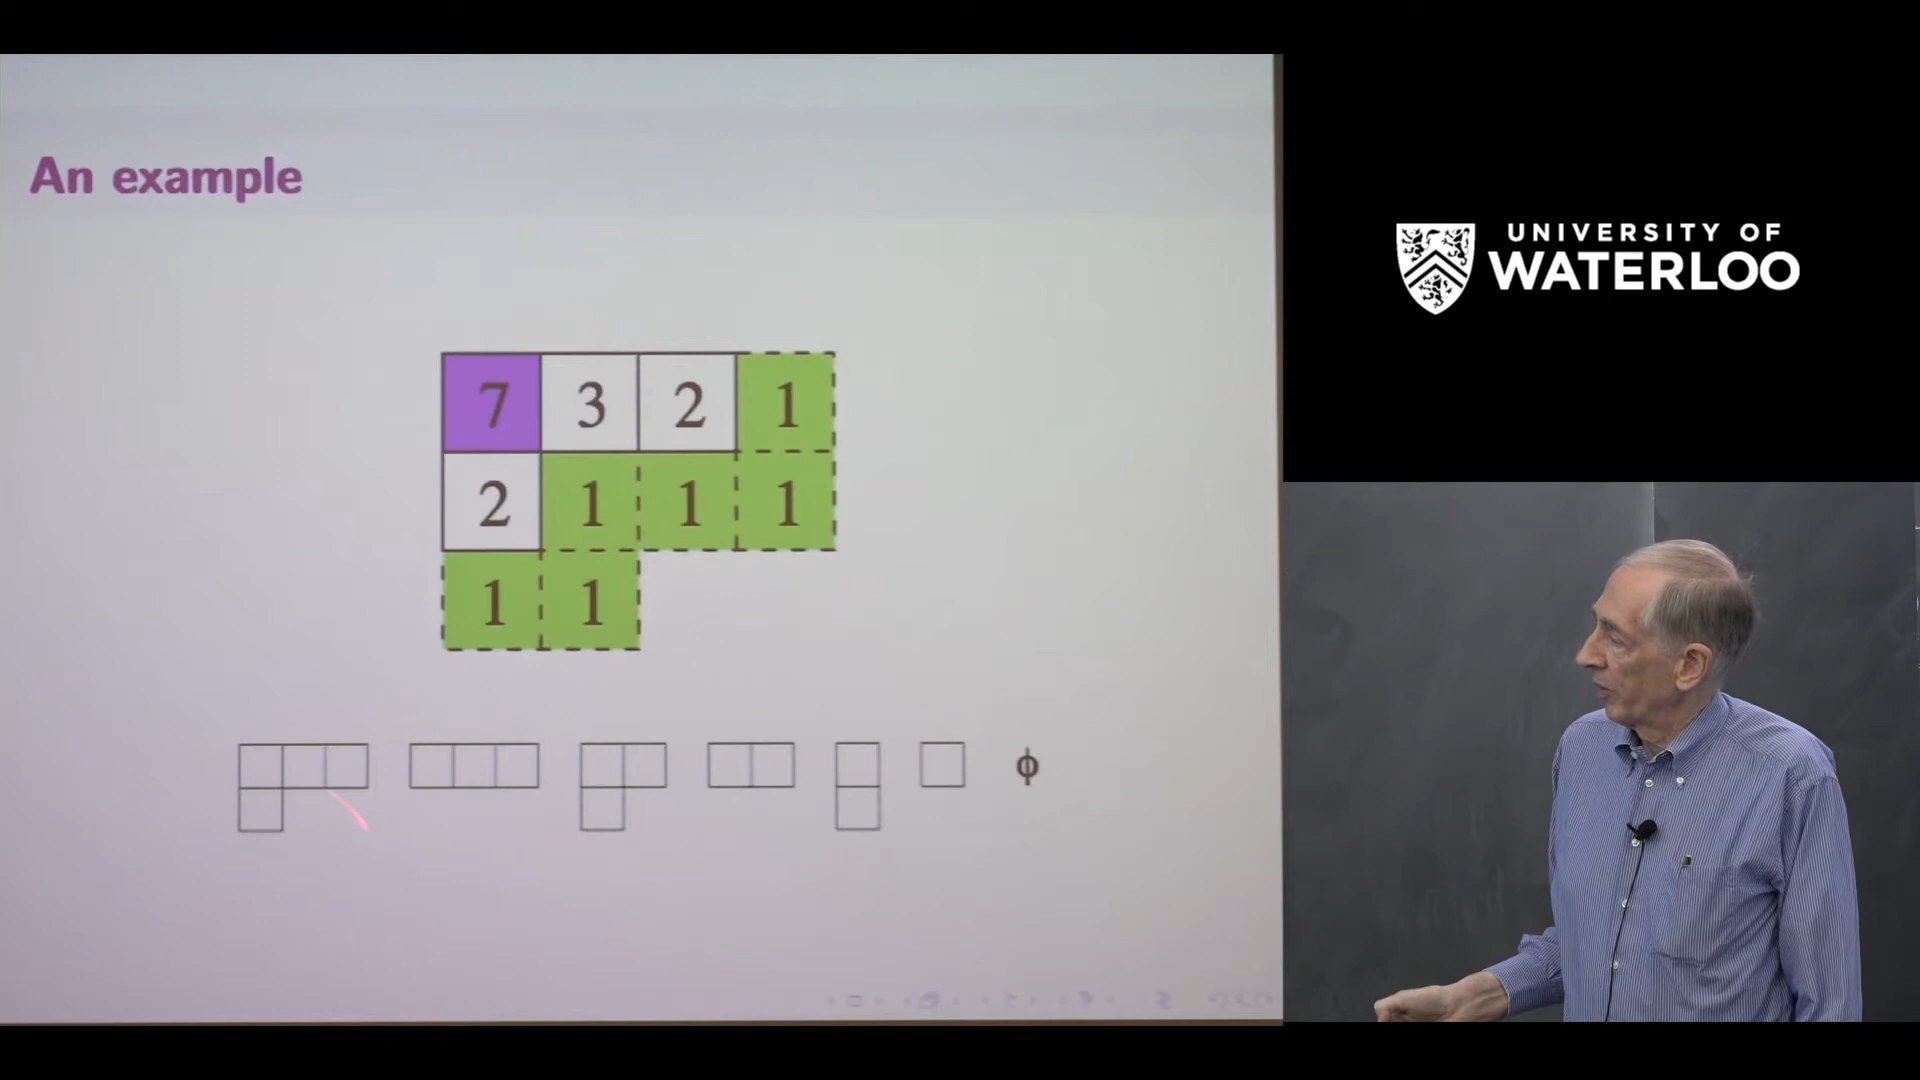 An example
7 3 2 1
2 1 1 1
1 1
ϕ
UNIVERSITY OF
WATERLOO